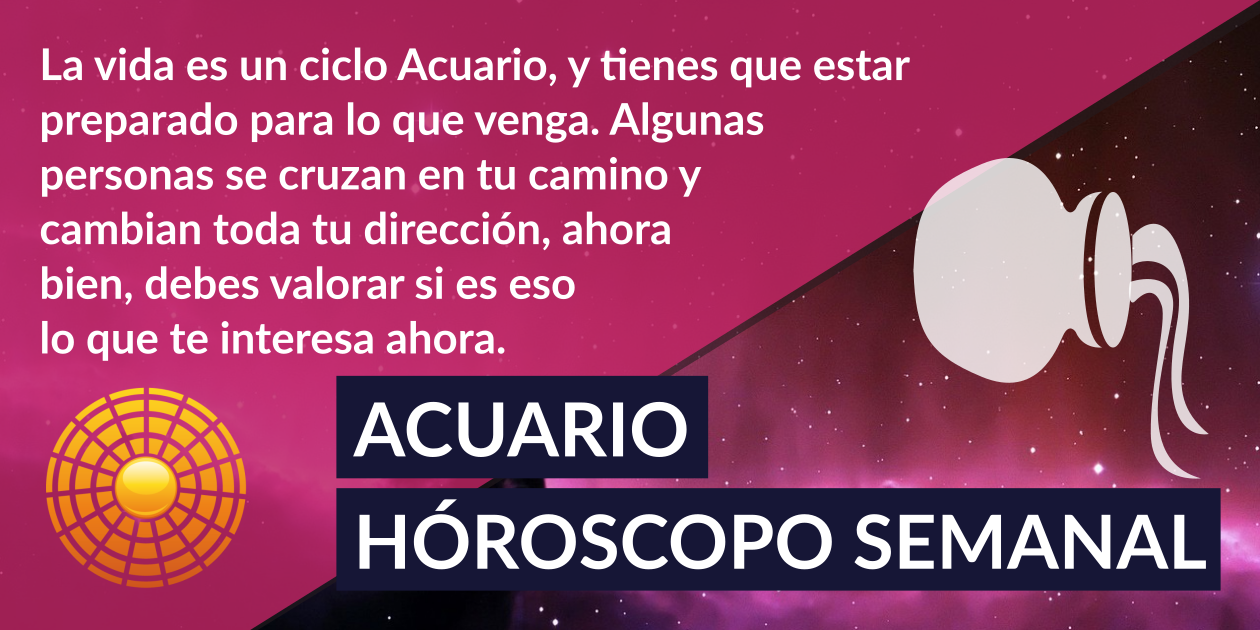 La vida es un ciclo Acuario, y tienes que estar
preparado para lo que venga. Algunas
personas se cruzan en tu camino y
cambian toda tu dirección, ahora
bien, debes valorar si es eso
lo que te interesa ahora.
ACUARIO
HÓROSCOPO SEMANAL